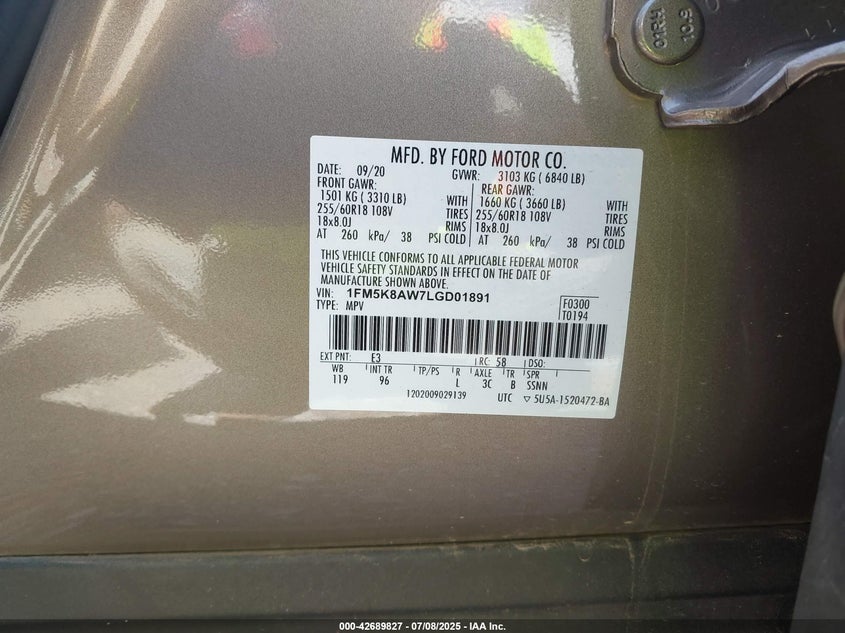 01RH
10.9
MFD. BY FORD MOTOR CO.
DATE: 09/20 GVWR: 3103 KG ( 6840 LB)
FRONT GAWR: REAR GAWR:
1501 KG ( 3310 LB) WITH 1660 KG ( 3660 LB) WITH
255/60R18 108V TIRES 255/60R18 108V TIRES
18x8.0J RIMS 18x8.0J RIMS
AT 260 kPa/ 38 PSI COLD AT 260 kPa/ 38 PSI COLD
THIS VEHICLE CONFORMS TO ALL APPLICABLE FEDERAL MOTOR
VEHICLE SAFETY STANDARDS IN EFFECT ON THE DATE OF
MANUFACTURE SHOWN ABOVE.
VIN: 1FM5K8AW7LGD01891 F0300
TYPE: MPV T0194
EXT PNT: E3 RC: 58 DSO:
WB INT TR TP/PS R AXLE TR SPR
119 96 L 3C B SSNN
1202009029139 UTC ▽ 5U5A-1520472-BA
000-42689827 - 07/08/2025 - IAA Inc.